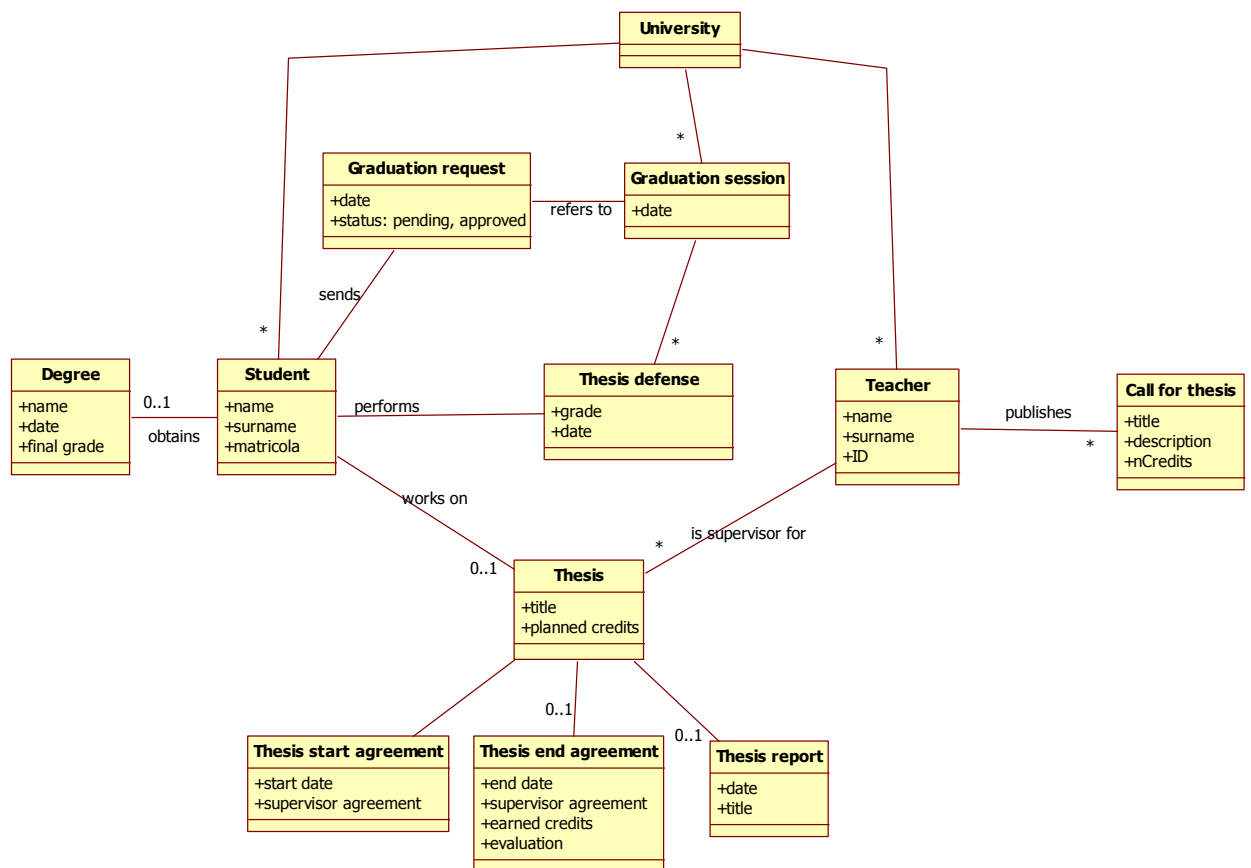 University
*
*
*
Graduation request
+date
+status: pending, approved
refers to
Graduation session
+date
sends
*
Degree
+name
+date
+final grade
0..1
obtains
Student
+name
+surname
+matricola
performs
Thesis defense
+grade
+date
Teacher
+name
+surname
+ID
publishes
*
Call for thesis
+title
+description
+nCredits
works on
0..1
is supervisor for
*
Thesis
+title
+planned credits
0..1
0..1
Thesis start agreement
+start date
+supervisor agreement
Thesis end agreement
+end date
+supervisor agreement
+earned credits
+evaluation
Thesis report
+date
+title